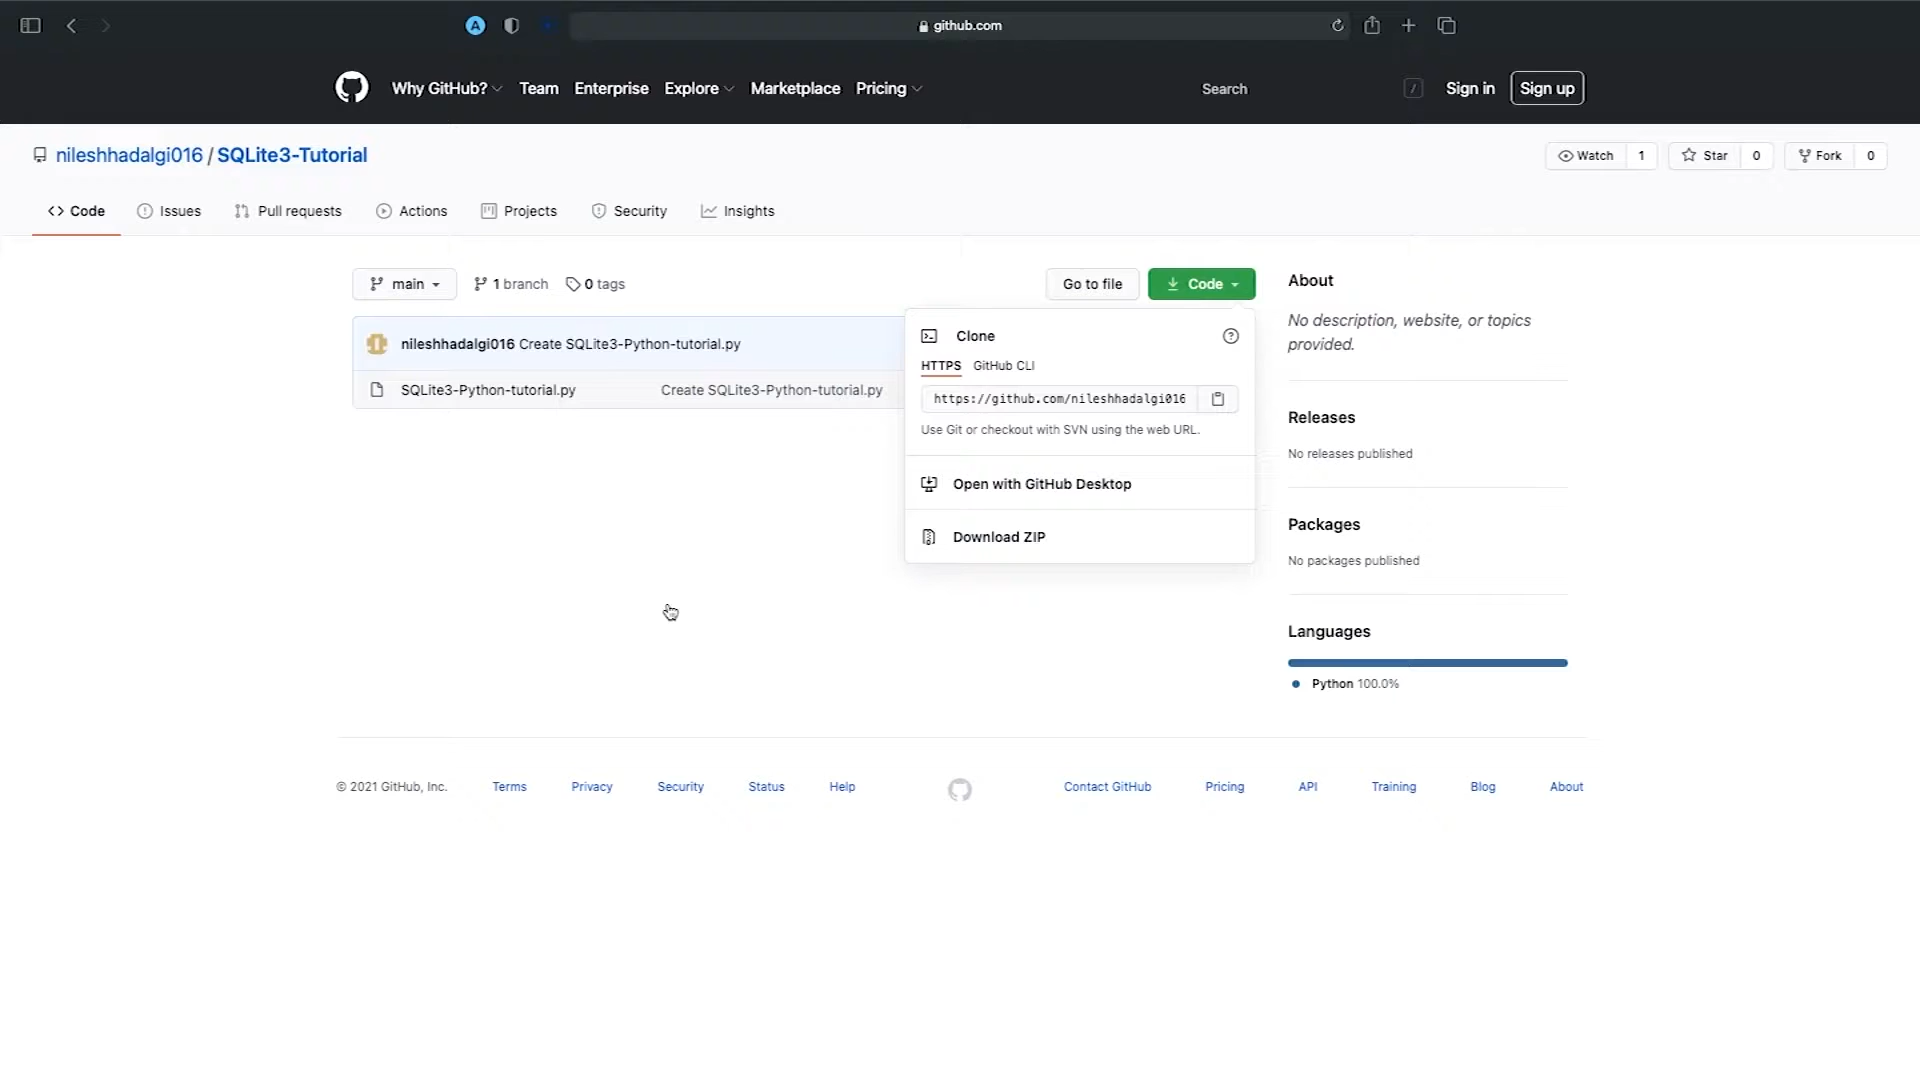 github.com
Why GitHub? Team Enterprise Explore Marketplace Pricing Search / Sign in Sign up
nileshhadalgi016 / SQLite3-Tutorial
Watch 1 Star 0 Fork 0
Code Issues Pull requests Actions Projects Security Insights
main 1 branch 0 tags Go to file Code
nileshhadalgi016 Create SQLite3-Python-tutorial.py
SQLite3-Python-tutorial.py Create SQLite3-Python-tutorial.py
Clone
HTTPS GitHub CLI
https://github.com/nileshhadalgi016
Use Git or checkout with SVN using the web URL.
Open with GitHub Desktop
Download ZIP
About
No description, website, or topics
provided.
Releases
No releases published
Packages
No packages published
Languages
Python 100.0%
© 2021 GitHub, Inc. Terms Privacy Security Status Help Contact GitHub Pricing API Training Blog About